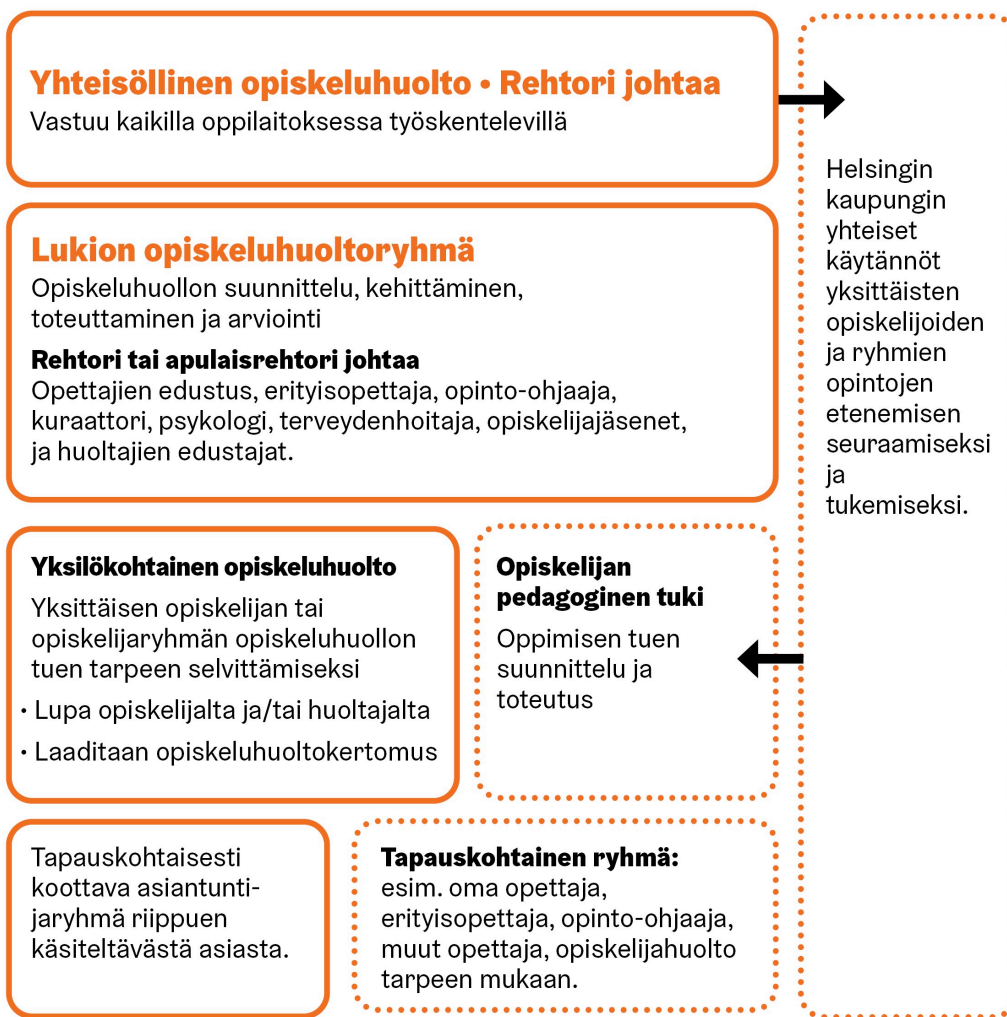 Yhteisöllinen opiskeluhuolto • Rehtori johtaa
Vastuu kaikilla oppilaitoksessa työskentelevillä
Lukion opiskeluhuoltoryhmä
Opiskeluhuollon suunnittelu, kehittäminen,
toteuttaminen ja arviointi
Rehtori tai apulaisrehtori johtaa
Opettajien edustus, erityisopettaja, opinto-ohjaaja,
kuraattori, psykologi, terveydenhoitaja, opiskelijajäsenet,
ja huoltajien edustajat.
Yksilökohtainen opiskeluhuolto
Yksittäisen opiskelijan tai
opiskelijaryhmän opiskeluhuollon
tuen tarpeen selvittämiseksi
• Lupa opiskelijalta ja/tai huoltajalta
• Laaditaan opiskeluhuoltokertomus
Opiskelijan
pedagoginen tuki
Oppimisen tuen
suunnittelu ja
toteutus
Tapauskohtaisesti
koottava asiantunti-
jaryhmä riippuen
käsiteltävästä asiasta.
Tapauskohtainen ryhmä:
esim. oma opettaja,
erityisopettaja, opinto-ohjaaja,
muut opettaja, opiskelijahuolto
tarpeen mukaan.
Helsingin
kaupungin
yhteiset
käytännöt
yksittäisten
opiskelijoiden
ja ryhmien
opintojen
etenemisen
seuraamiseksi
ja
tukemiseksi.